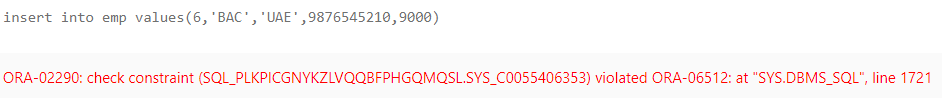 insert into emp values(6,'BAC','UAE',9876545210,9000)
ORA-02290: check constraint (SQL_PLKPICGNYKZLVQQBFPHGQMQSL.SYS_C0055406353) violated ORA-06512: at "SYS.DBMS_SQL", line 1721